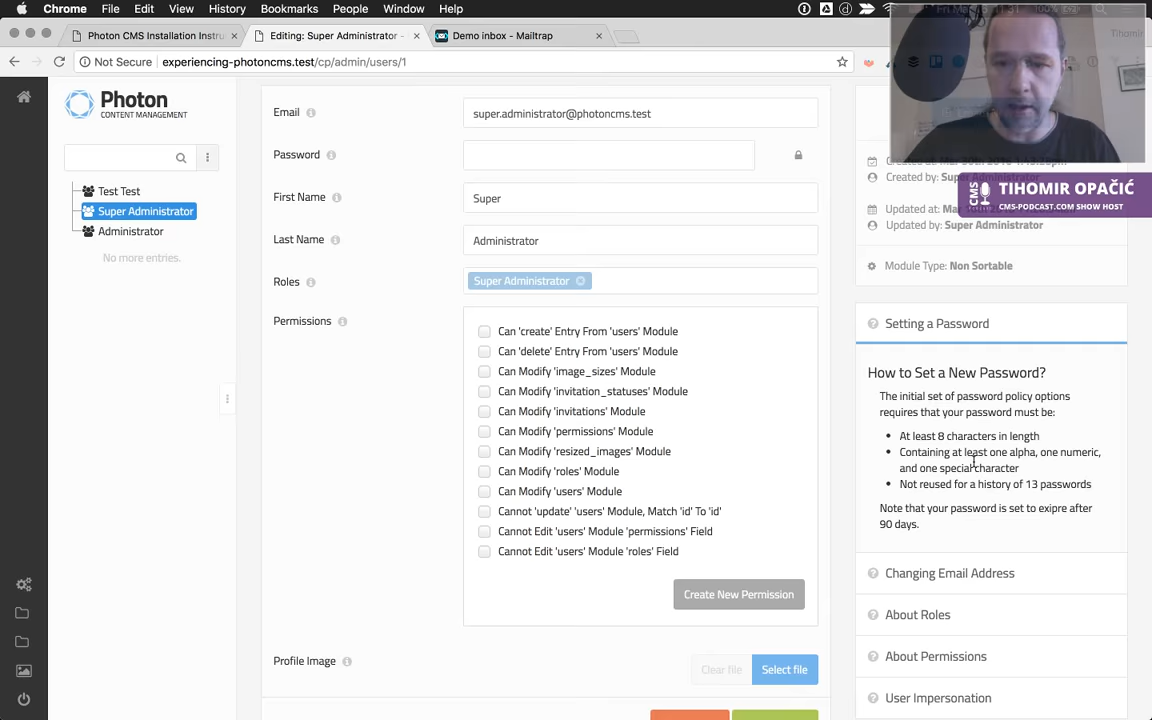 Chrome File Edit View History Bookmarks People Window Help
Photon CMS Installation Instru
Editing: Super Administrator -
Demo inbox - Mailtrap
Tihomir
Not Secure experiencing-photoncms.test/cp/admin/users/1
Photon
CONTENT MANAGEMENT
Test Test
Super Administrator
Administrator
No more entries.
Email
super.administrator@photoncms.test
Password
First Name
Super
Last Name
Administrator
Roles
Super Administrator
Permissions
Can 'create' Entry From 'users' Module
Can 'delete' Entry From 'users' Module
Can Modify 'image_sizes' Module
Can Modify 'invitation_statuses' Module
Can Modify 'invitations' Module
Can Modify 'permissions' Module
Can Modify 'resized_images' Module
Can Modify 'roles' Module
Can Modify 'users' Module
Cannot 'update' 'users' Module, Match 'id' To 'id'
Cannot Edit 'users' Module 'permissions' Field
Cannot Edit 'users' Module 'roles' Field
Create New Permission
Profile Image
Clear file
Select file
Created by: Super
CMS
TIHOMIR OPAČIĆ
CMS-PODCAST.COM SHOW HOST
Updated at:
Updated by: Super Administrator
Module Type: Non Sortable
Setting a Password
How to Set a New Password?
The initial set of password policy options
requires that your password must be:
At least 8 characters in length
Containing at least one alpha, one numeric,
and one special character
Not reused for a history of 13 passwords
Note that your password is set to exipre after
90 days.
Changing Email Address
About Roles
About Permissions
User Impersonation